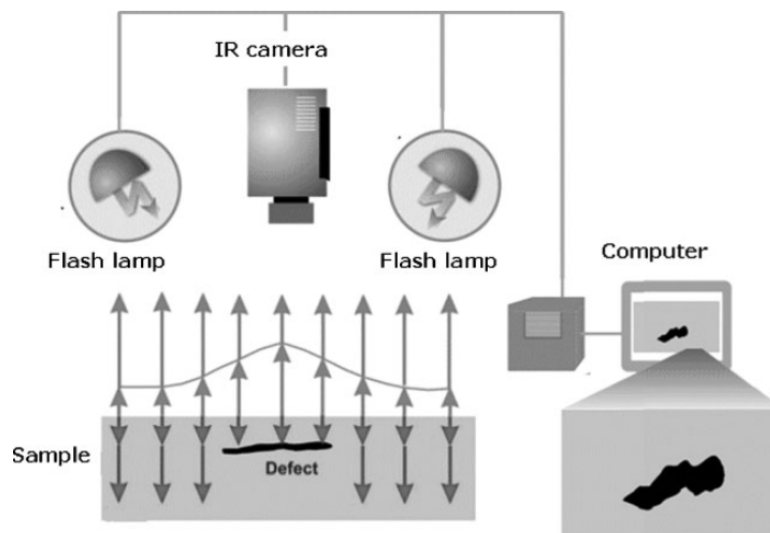 IR camera
Flash lamp
Flash lamp
Computer
Sample
Defect